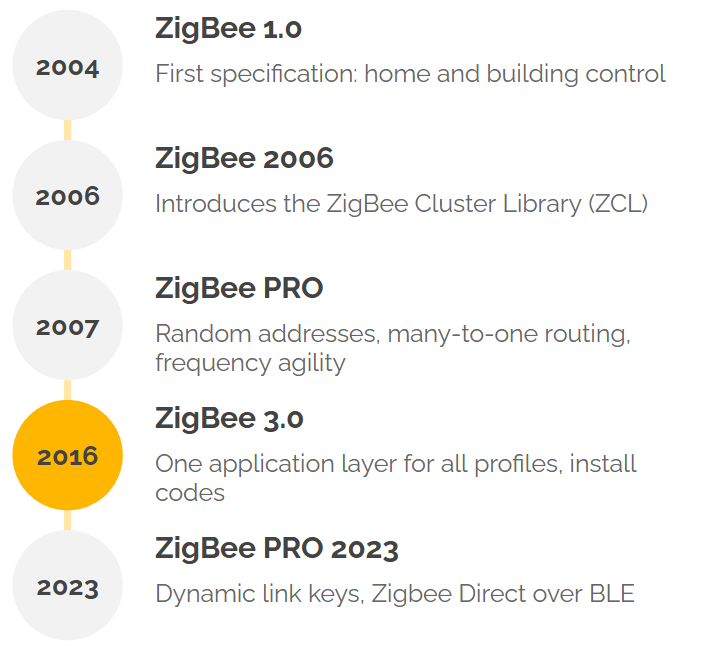 2004
ZigBee 1.0
First specification: home and building control
2006
ZigBee 2006
Introduces the ZigBee Cluster Library (ZCL)
2007
ZigBee PRO
Random addresses, many-to-one routing,
frequency agility
2016
ZigBee 3.0
One application layer for all profiles, install
codes
2023
ZigBee PRO 2023
Dynamic link keys, Zigbee Direct over BLE